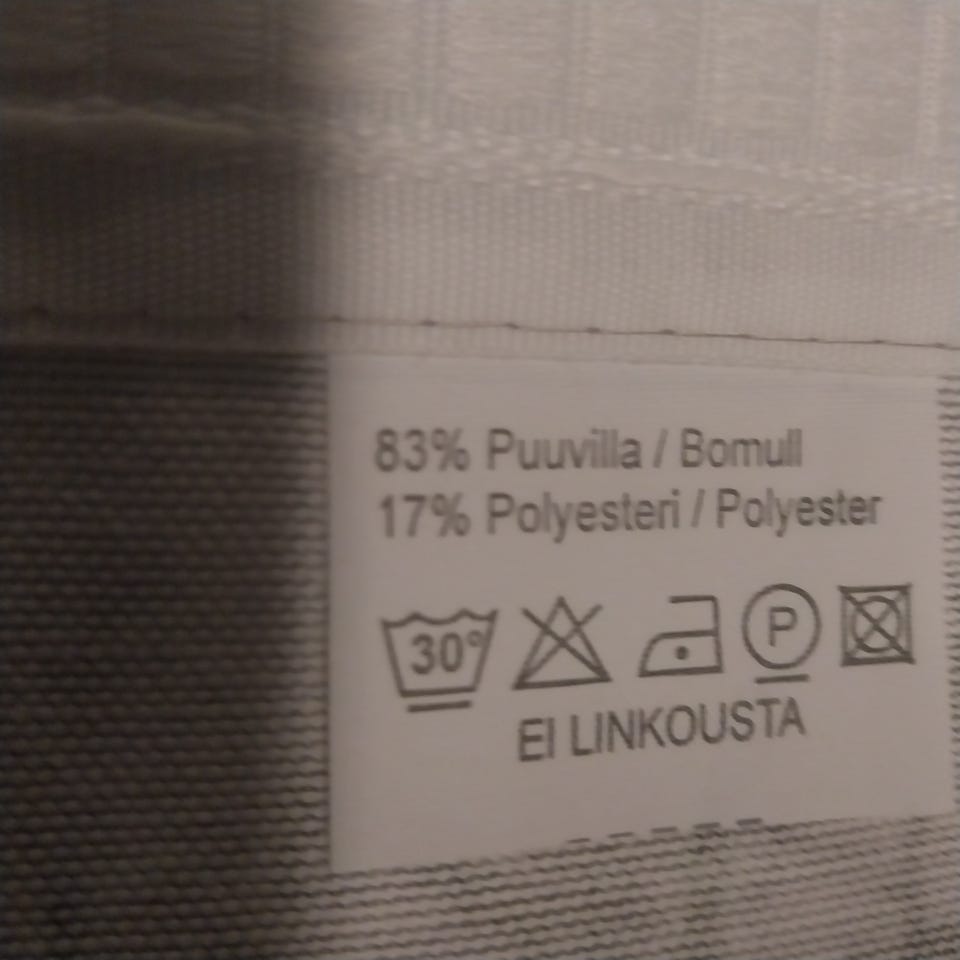 83% Puuvilla / Bomull
17% Polyesteri / Polyester
30° P
EI LINKOUSTA